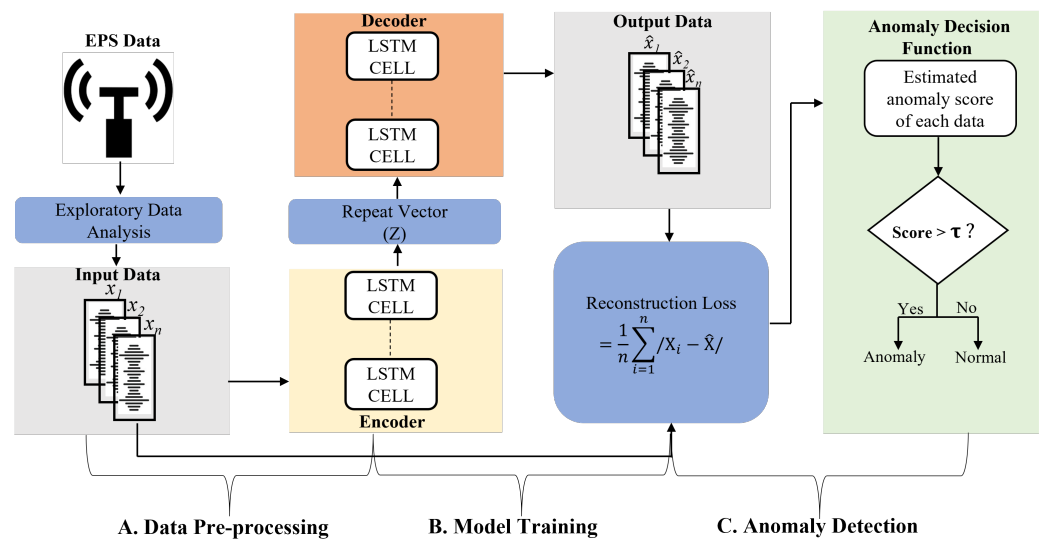 EPS Data
Exploratory Data
Analysis
Input Data
x₁
x₂
xₙ
Decoder
LSTM
CELL
LSTM
CELL
Repeat Vector
(Z)
LSTM
CELL
LSTM
CELL
Encoder
Output Data
x̂₁
x̂₂
x̂ₙ
Reconstruction Loss
= 1/n ∑ⁿᵢ₌₁ /Xᵢ − X̂/
Anomaly Decision
Function
Estimated
anomaly score
of each data
Score > τ ?
Yes
No
Anomaly
Normal
A. Data Pre-processing
B. Model Training
C. Anomaly Detection